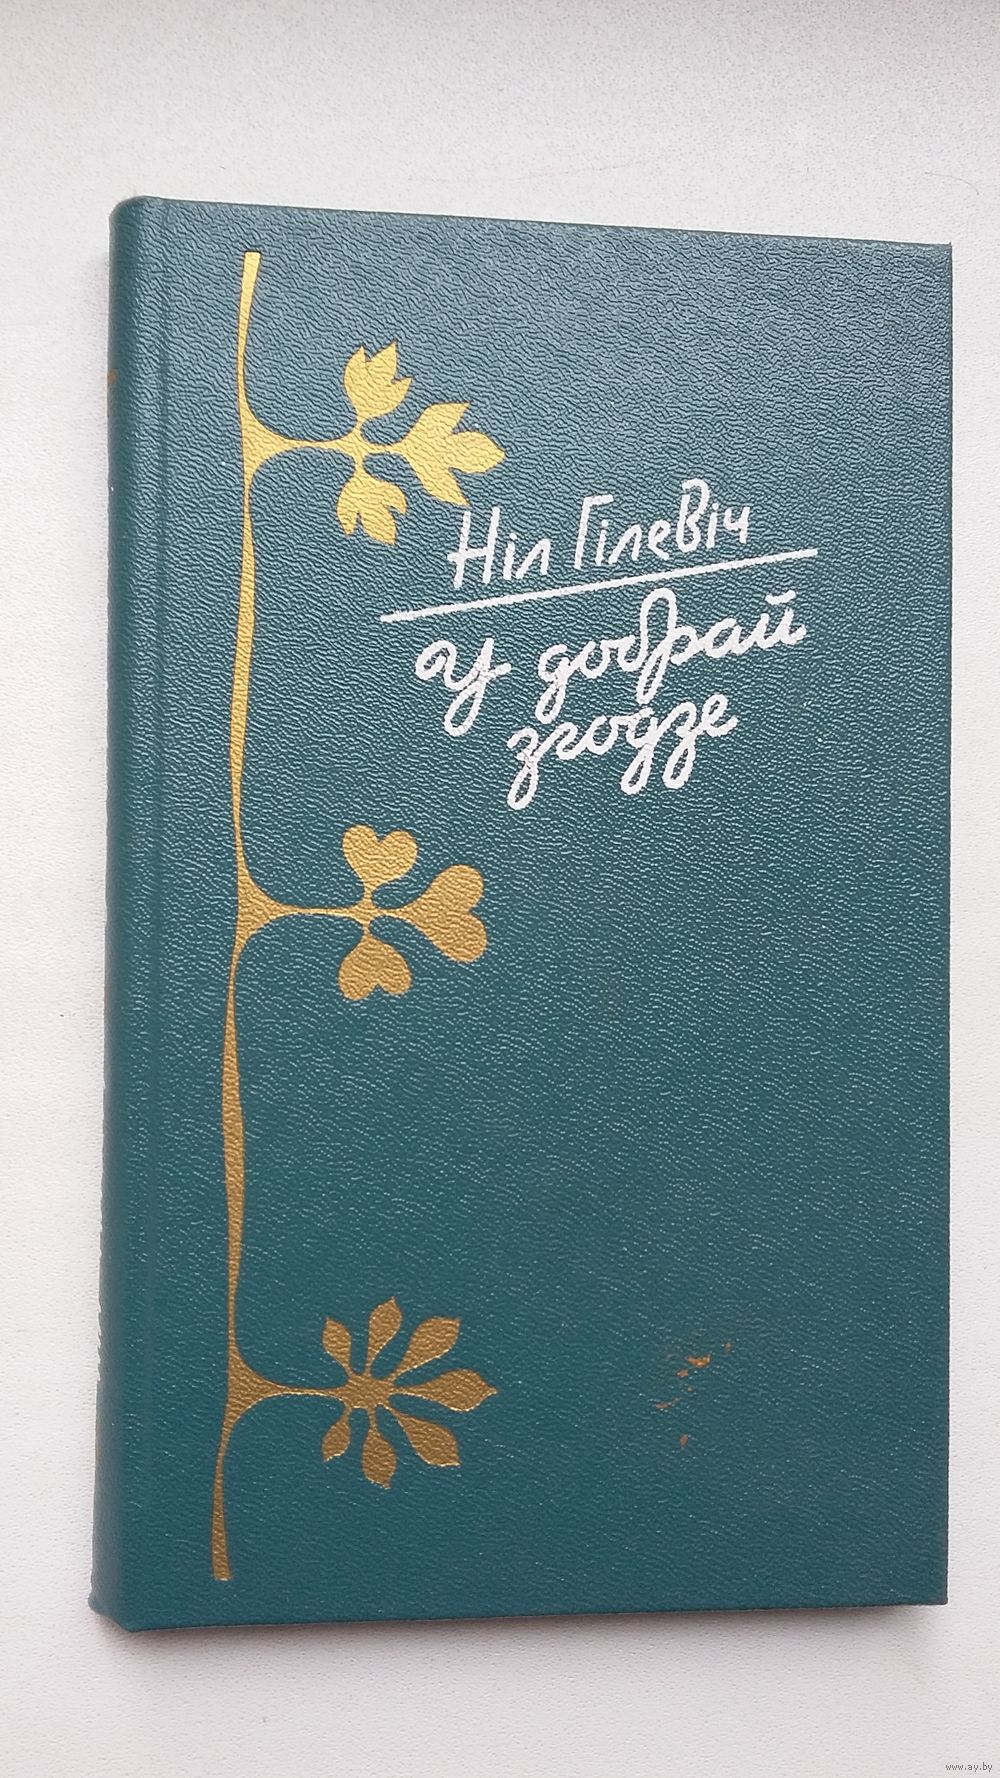 Ніл Гілевіч
у добрай
згодзе
www.ay.by